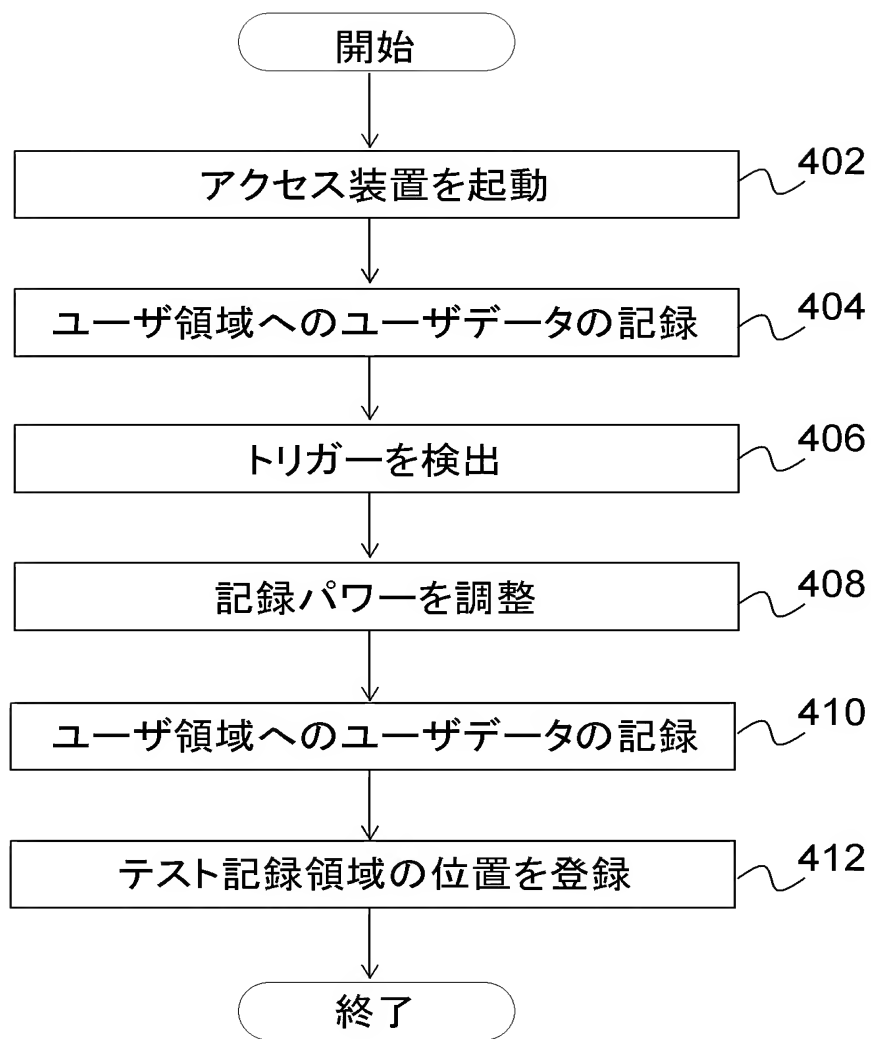 開始
アクセス装置を起動
402
ユーザ領域へのユーザデータの記録
404
トリガーを検出
406
記録パワーを調整
408
ユーザ領域へのユーザデータの記録
410
テスト記録領域の位置を登録
412
終了